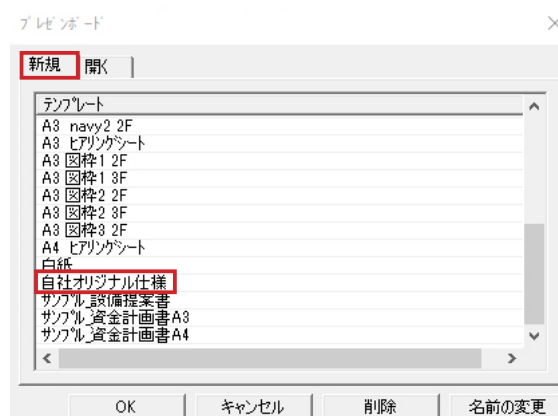 プレゼンボード
新規 開く
テンプレート
A3 navy2 2F
A3 ヒアリングシート
A3 図枠1 2F
A3 図枠1 3F
A3 図枠2 2F
A3 図枠2 3F
A3 図枠3 2F
A4 ヒアリングシート
白紙
自社オリジナル仕様
サンプル_設備提案書
サンプル_資金計画書A3
サンプル_資金計画書A4
OK キャンセル 削除 名前の変更